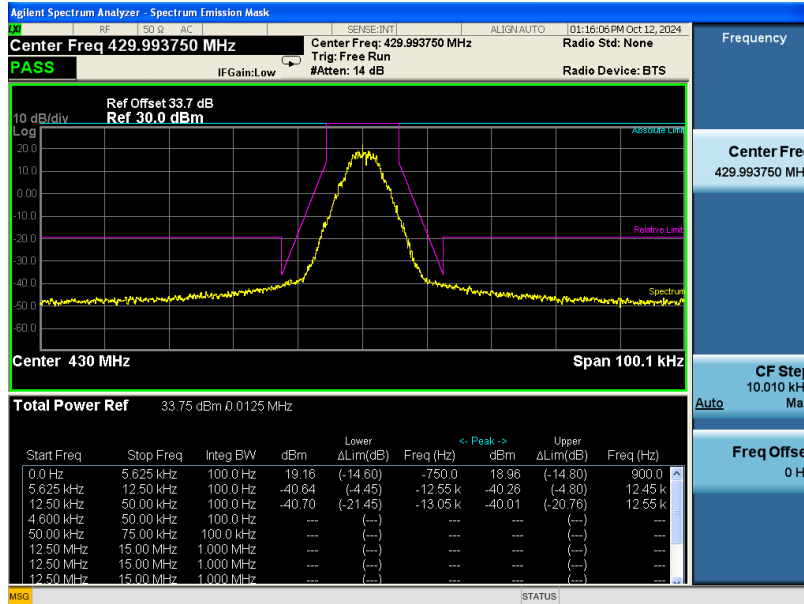 Agilent Spectrum Analyzer - Spectrum Emission Mask
LXI RF 50 Ω AC SENSE:INT ALIGN AUTO 01:16:06 PM Oct 12, 2024
Center Freq 429.993750 MHz
Center Freq: 429.993750 MHz
Radio Std: None
Trig: Free Run
PASS
IFGain:Low
#Atten: 14 dB
Radio Device: BTS
Ref Offset 33.7 dB
10 dB/div Ref 30.0 dBm
Log
Absolute Limit
20.0
10.0
0.00
-10.0
Relative Limit
-20.0
-30.0
-40.0
Spectrum
-50.0
-60.0
Center 430 MHz Span 100.1 kHz
Total Power Ref 33.75 dBm /0.0125 MHz
Lower <- Peak -> Upper
Start Freq Stop Freq Integ BW dBm ΔLim(dB) Freq (Hz) dBm ΔLim(dB) Freq (Hz)
0.0 Hz 5.625 kHz 100.0 Hz 19.16 (-14.60) -750.0 18.96 (-14.80) 900.0
5.625 kHz 12.50 kHz 100.0 Hz -40.64 (-4.45) -12.55 k -40.26 (-4.80) 12.45 k
12.50 kHz 50.00 kHz 100.0 Hz -40.70 (-21.45) -13.05 k -40.01 (-20.76) 12.55 k
4.600 kHz 50.00 kHz 100.0 Hz --- (---) --- --- (---) ---
50.00 kHz 75.00 kHz 100.0 kHz --- (---) --- --- (---) ---
12.50 MHz 15.00 MHz 1.000 MHz --- (---) --- --- (---) ---
12.50 MHz 15.00 MHz 1.000 MHz --- (---) --- --- (---) ---
12.50 MHz 15.00 MHz 1.000 MHz --- (---) --- --- (---) ---
MSG STATUS
Frequency
Center Fre
429.993750 MH
CF Step
10.010 kH
Auto Ma
Freq Offse
0 H